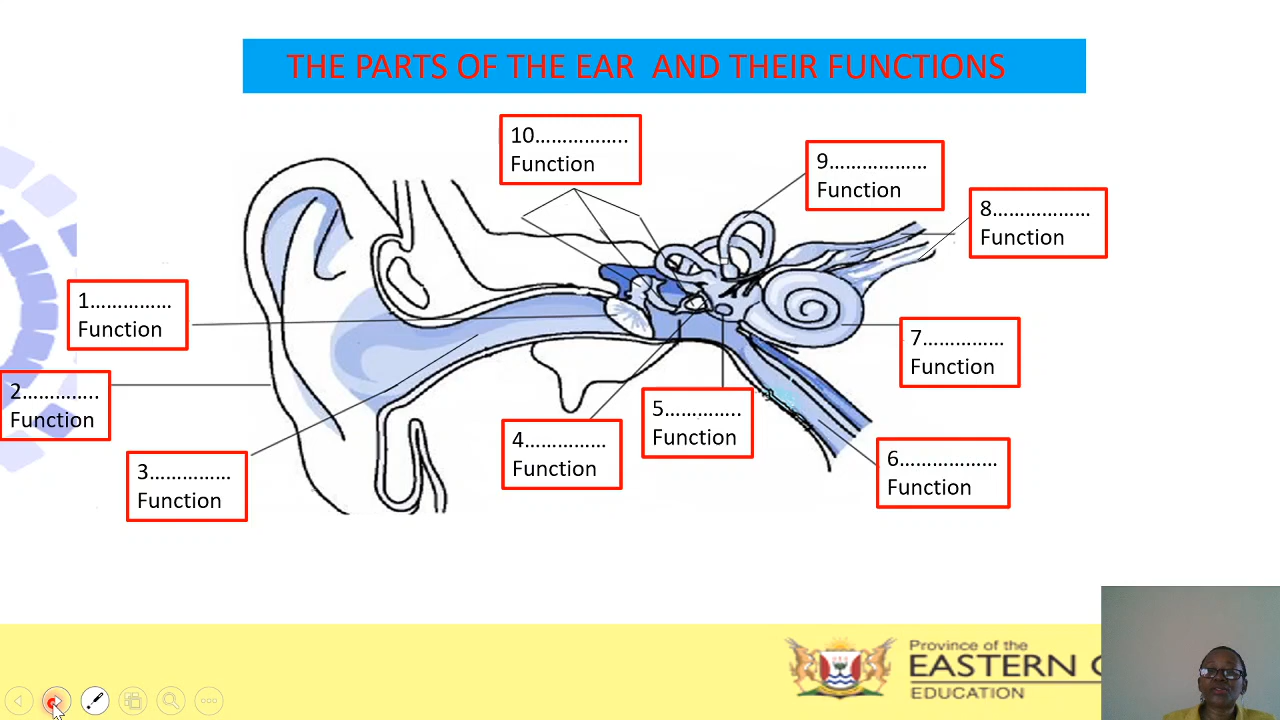 THE PARTS OF THE EAR AND THEIR FUNCTIONS
10……………..
Function
9………………
Function
8………………
Function
1……………
Function
7……………
Function
2…………..
Function
5…………..
Function
4……………
Function
6………………
Function
3……………
Function
Province of the
EASTERN
EDUCATION